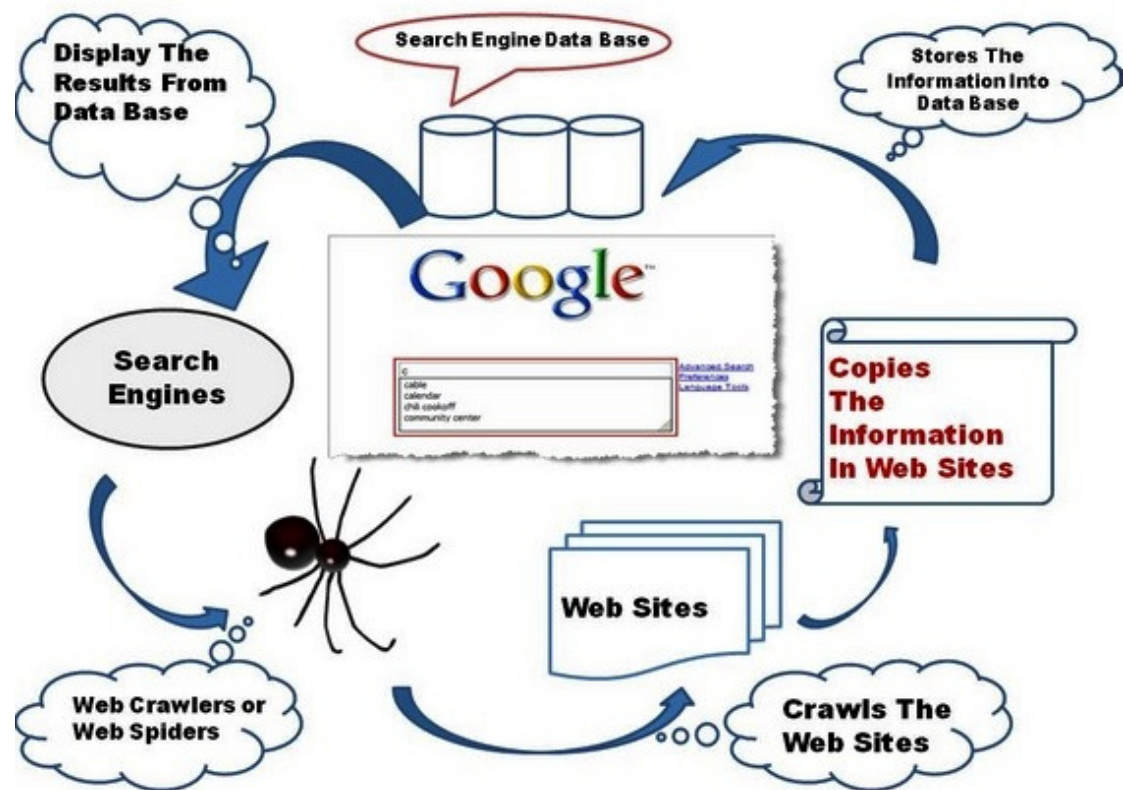 Display The
Results From
Data Base
Search Engine Data Base
Stores The
Information Into
Data Base
Google™
c
cable
calendar
chili cookoff
community center
Advanced Search
Preferences
Language Tools
Search
Engines
Copies
The
Information
In Web Sites
Web Sites
Web Crawlers or
Web Spiders
Crawls The
Web Sites